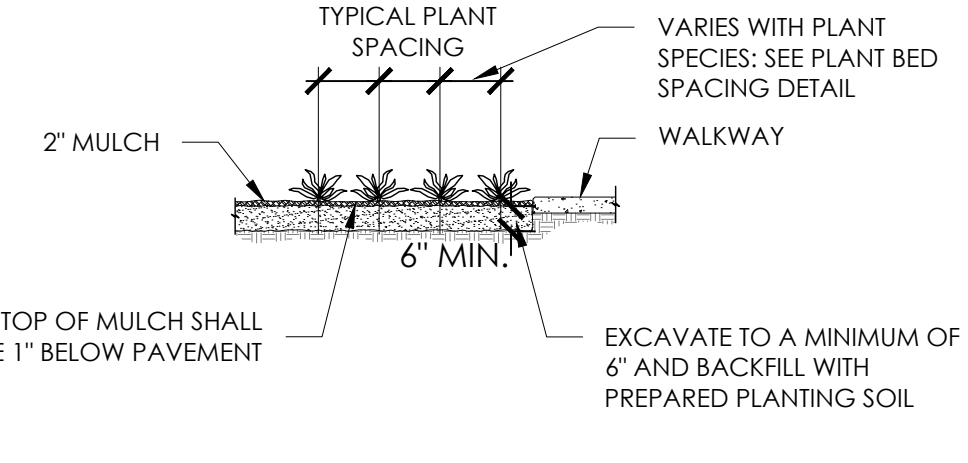 TYPICAL PLANT
SPACING
VARIES WITH PLANT
SPECIES: SEE PLANT BED
SPACING DETAIL
2" MULCH
WALKWAY
6" MIN.
TOP OF MULCH SHALL
1" BELOW PAVEMENT
EXCAVATE TO A MINIMUM OF
6" AND BACKFILL WITH
PREPARED PLANTING SOIL